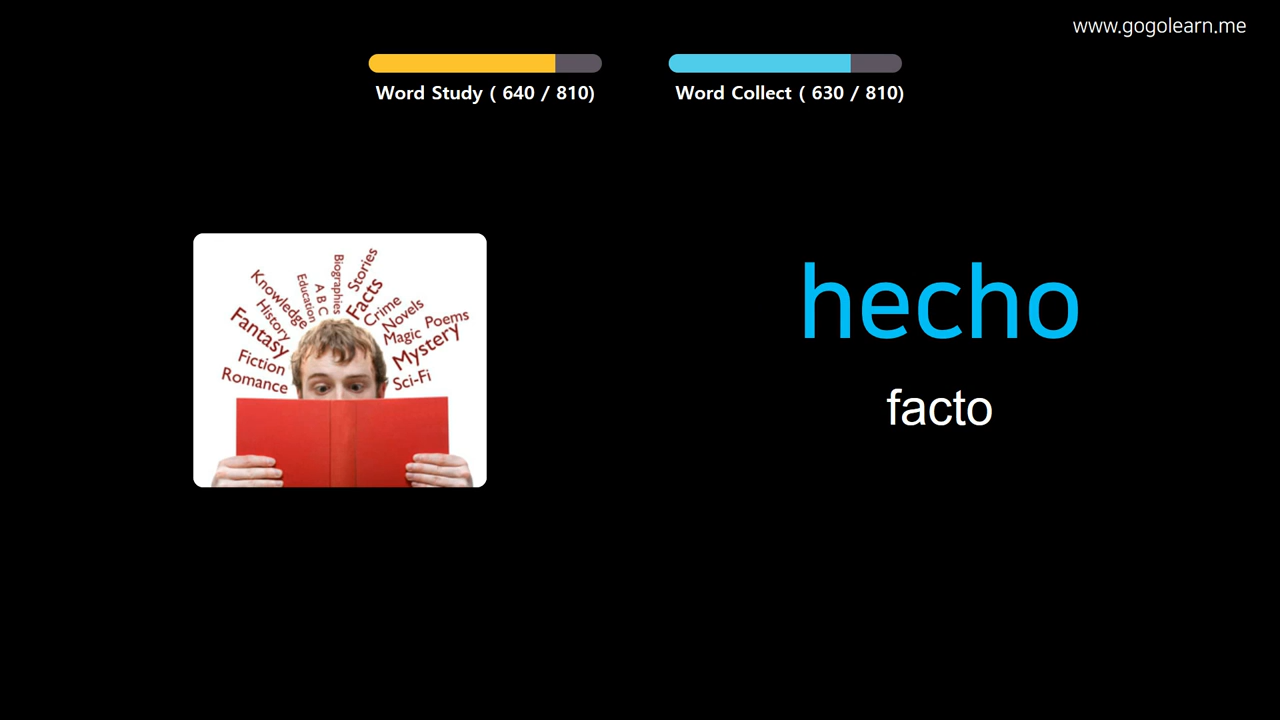 www.gogolearn.me
Word Study ( 640 / 810)
Word Collect ( 630 / 810)
Stories
Biographies
Facts
Knowledge
Education
A B C
Crime
History
Novels
Poems
Fantasy
Magic
Mystery
Fiction
Romance
Sci-Fi
hecho
facto